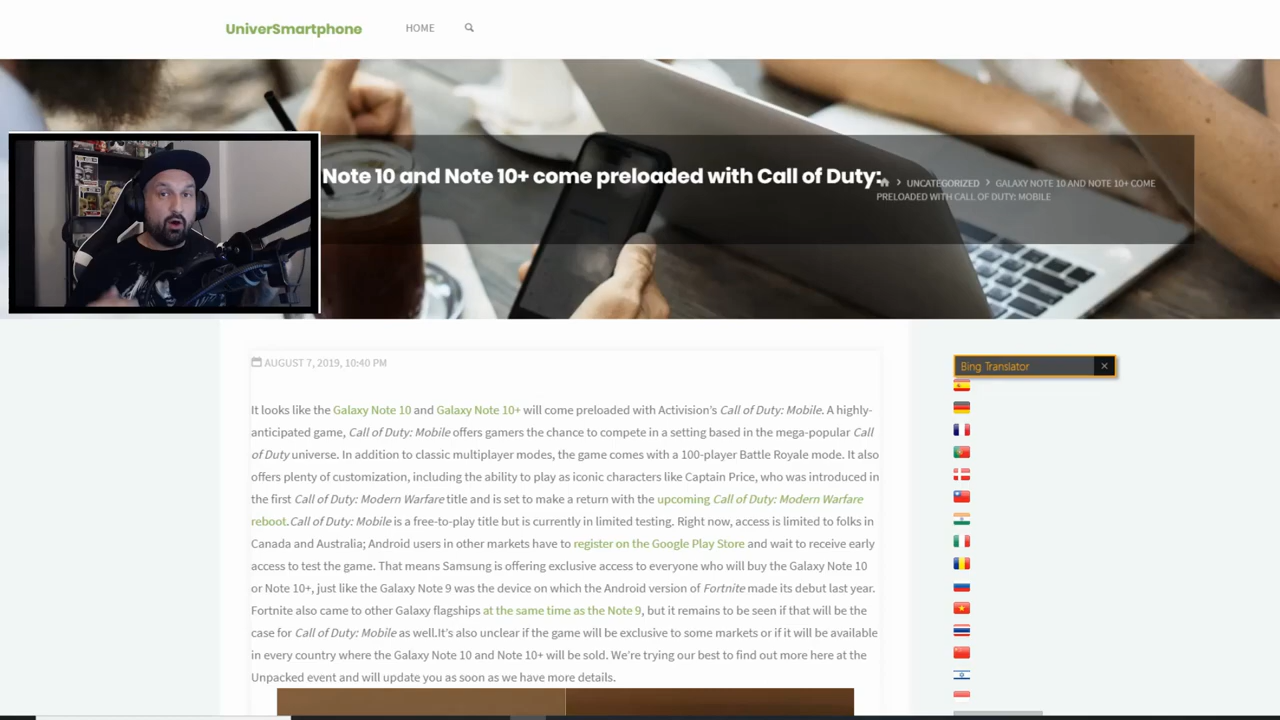 UniverSmartphone
HOME
Note 10 and Note 10+ come preloaded with Call of Duty:
UNCATEGORIZED
GALAXY NOTE 10 AND NOTE 10+ COME
PRELOADED WITH CALL OF DUTY: MOBILE
AUGUST 7, 2019, 10:40 PM
It looks like the Galaxy Note 10 and Galaxy Note 10+ will come preloaded with Activision’s Call of Duty: Mobile. A highly-
anticipated game, Call of Duty: Mobile offers gamers the chance to compete in a setting based in the mega-popular Call
of Duty universe. In addition to classic multiplayer modes, the game comes with a 100-player Battle Royale mode. It also
offers plenty of customization, including the ability to play as iconic characters like Captain Price, who was introduced in
the first Call of Duty: Modern Warfare title and is set to make a return with the upcoming Call of Duty: Modern Warfare
reboot.Call of Duty: Mobile is a free-to-play title but is currently in limited testing. Right now, access is limited to folks in
Canada and Australia; Android users in other markets have to register on the Google Play Store and wait to receive early
access to test the game. That means Samsung is offering exclusive access to everyone who will buy the Galaxy Note 10
or Note 10+, just like the Galaxy Note 9 was the device on which the Android version of Fortnite made its debut last year.
Fortnite also came to other Galaxy flagships at the same time as the Note 9, but it remains to be seen if that will be the
case for Call of Duty: Mobile as well.It’s also unclear if the game will be exclusive to some markets or if it will be available
in every country where the Galaxy Note 10 and Note 10+ will be sold. We’re trying our best to find out more here at the
Unpacked event and will update you as soon as we have more details.
Bing Translator